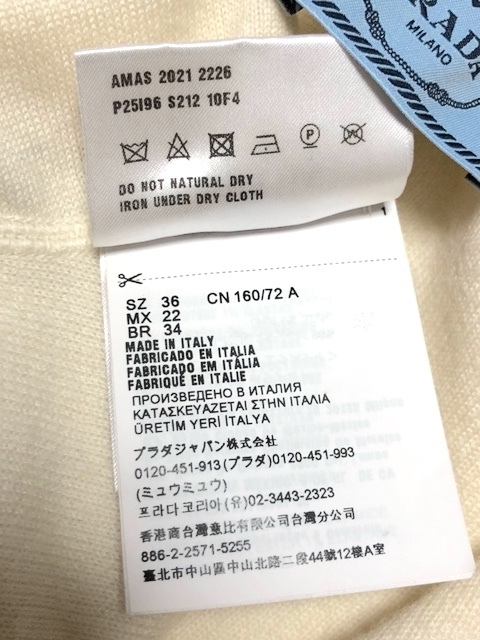 PRADA
MILANO
AMAS 2021 2226
P25I96 S212 10F4
P
DO NOT NATURAL DRY
IRON UNDER DRY CLOTH
1
SZ 36 CN 160/72 A
MX 22
BR 34
MADE IN ITALY
FABRICADO EN ITALIA
FABRICADO EM ITÁLIA
FABRIQUÉ EN ITALIE
ПРОИЗВЕДЕНО В ИТАЛИЯ
ΚΑΤΑΣΚΕΥΑΖΕΤΑΙ ΣΤΗΝ ΙΤΑΛΙΑ
ÜRETİM YERİ İTALYA
プラダジャパン株式会社
0120-451-913(プラダ)0120-451-993
(ミュウミュウ)
프라다코리아(유)02-3443-2323
香港商台灣意比有限公司台灣分公司
886-2-2571-5255
臺北市中山區中山北路二段44號12樓A室